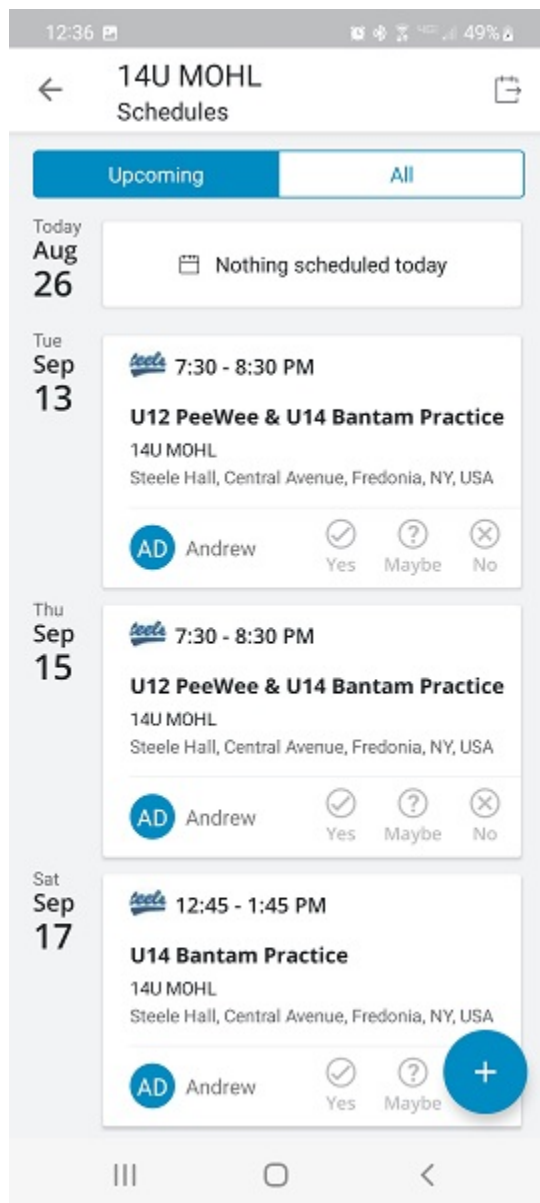 12:36 49%
14U MOHL
Schedules
Upcoming All
Today
Aug
26
Nothing scheduled today
Tue
Sep
13
7:30 - 8:30 PM
U12 PeeWee & U14 Bantam Practice
14U MOHL
Steele Hall, Central Avenue, Fredonia, NY, USA
AD Andrew Yes Maybe No
Thu
Sep
15
7:30 - 8:30 PM
U12 PeeWee & U14 Bantam Practice
14U MOHL
Steele Hall, Central Avenue, Fredonia, NY, USA
AD Andrew Yes Maybe No
Sat
Sep
17
12:45 - 1:45 PM
U14 Bantam Practice
14U MOHL
Steele Hall, Central Avenue, Fredonia, NY, USA
AD Andrew Yes Maybe